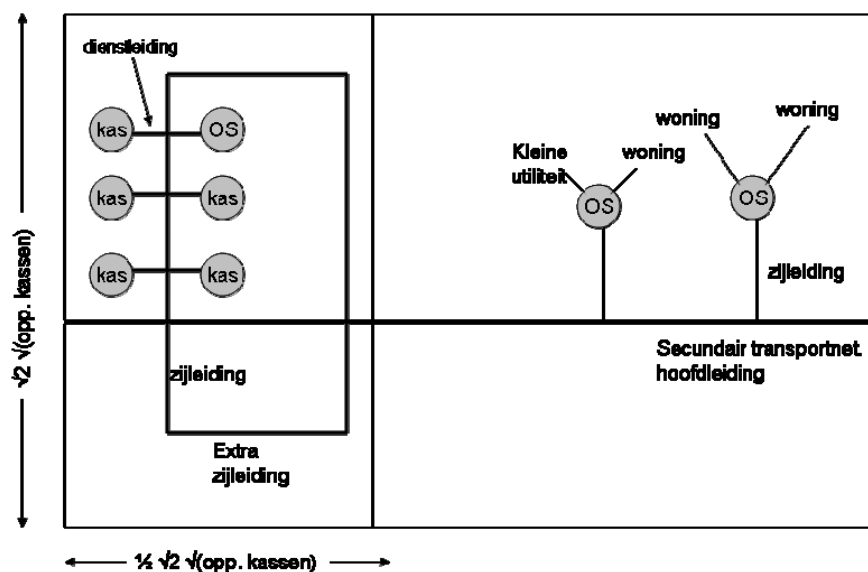 dienstleiding
kas
OS
kas
kas
kas
kas
√2 √(opp. kassen)
zijleiding
Extra
zijleiding
½ √2 √(opp. kassen)
Kleine
utiliteit
woning
OS
woning
woning
OS
zijleiding
Secundair transportnet.
hoofdleiding